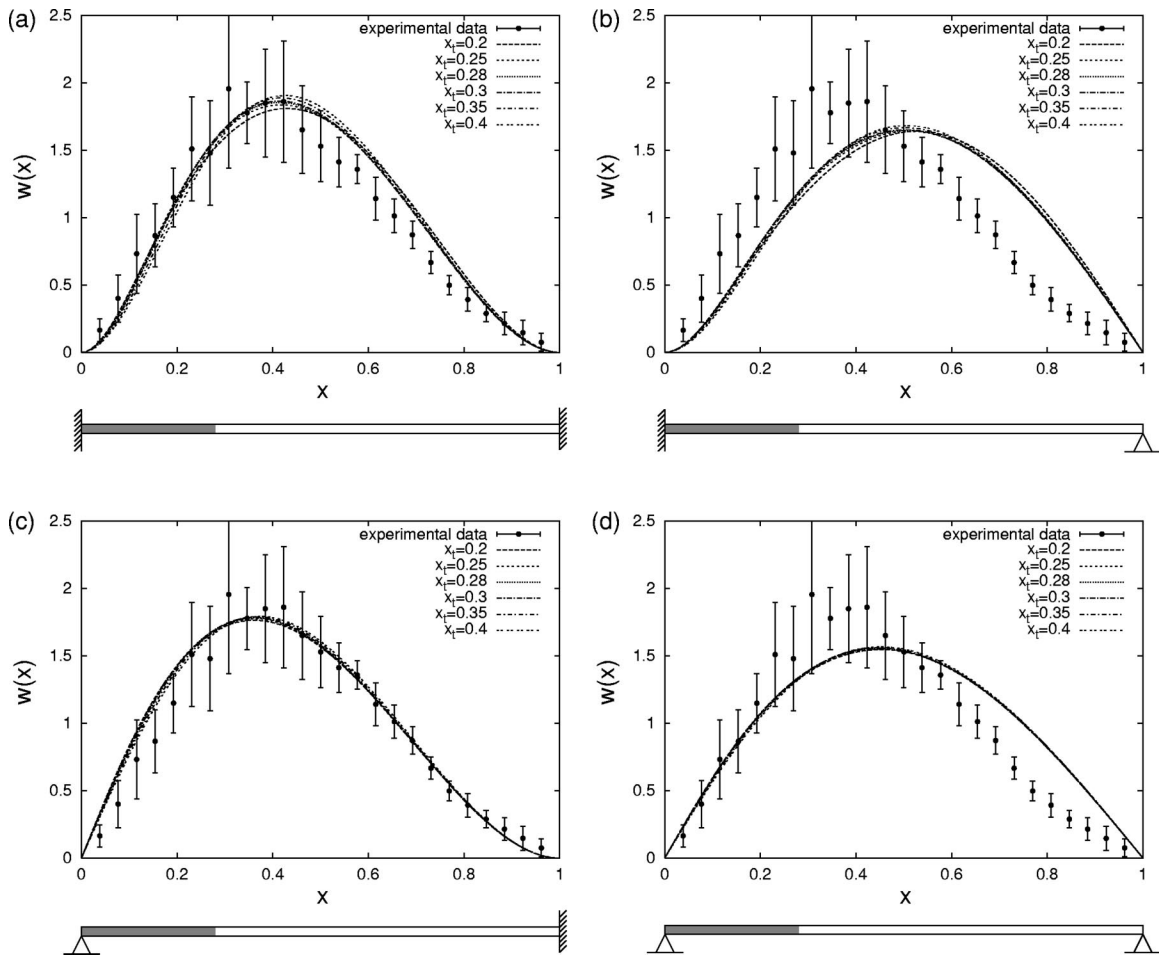 (a)
2.5
2
1.5
1
0.5
0
w(x)
experimental data
x_t=0.2
x_t=0.25
x_t=0.28
x_t=0.3
x_t=0.35
x_t=0.4
0 0.2 0.4 0.6 0.8 1
x
(b)
2.5
2
1.5
1
0.5
0
w(x)
experimental data
x_t=0.2
x_t=0.25
x_t=0.28
x_t=0.3
x_t=0.35
x_t=0.4
0 0.2 0.4 0.6 0.8 1
x
(c)
2.5
2
1.5
1
0.5
0
w(x)
experimental data
x_t=0.2
x_t=0.25
x_t=0.28
x_t=0.3
x_t=0.35
x_t=0.4
0 0.2 0.4 0.6 0.8 1
x
(d)
2.5
2
1.5
1
0.5
0
w(x)
experimental data
x_t=0.2
x_t=0.25
x_t=0.28
x_t=0.3
x_t=0.35
x_t=0.4
0 0.2 0.4 0.6 0.8 1
x